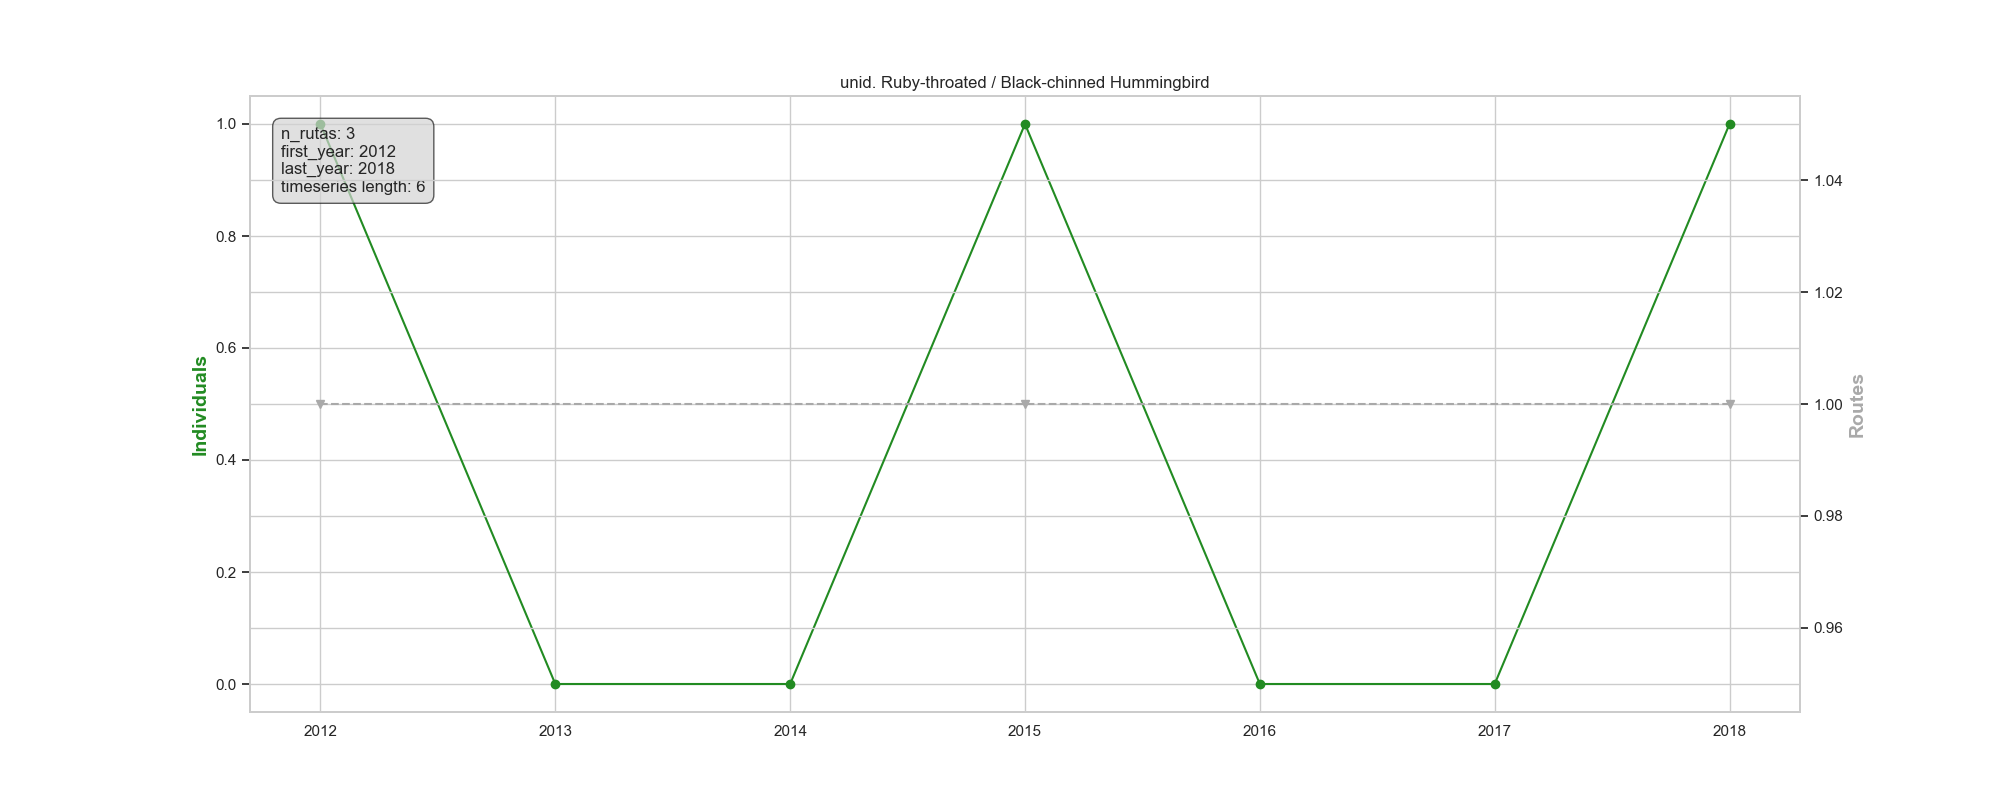 unid. Ruby-throated / Black-chinned Hummingbird
n_rutas: 3
first_year: 2012
last_year: 2018
timeseries length: 6
Individuals
1.0
0.8
0.6
0.4
0.2
0.0
1.04
1.02
1.00
0.98
0.96
Routes
2012 2013 2014 2015 2016 2017 2018